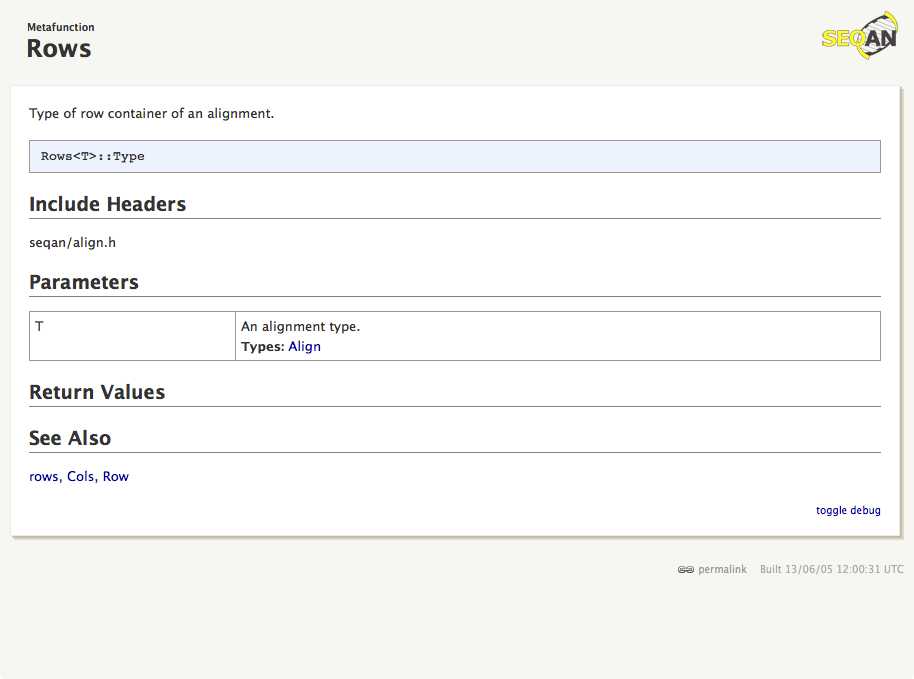 Metafunction
Rows
SEQAN
Type of row container of an alignment.
Rows<T>::Type
Include Headers
seqan/align.h
Parameters
T
An alignment type.
Types: Align
Return Values
See Also
rows, Cols, Row
toggle debug
permalink Built 13/06/05 12:00:31 UTC